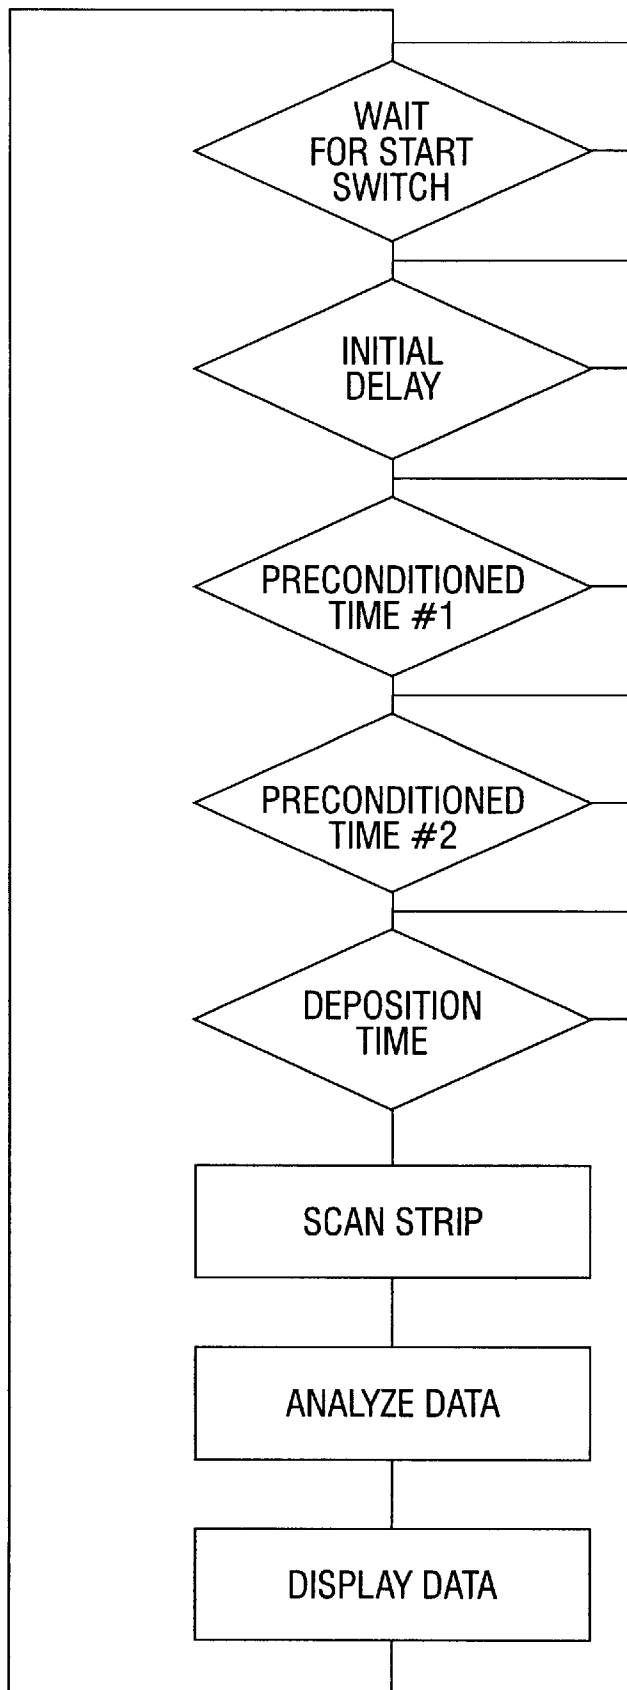 WAIT
FOR START
SWITCH
INITIAL
DELAY
PRECONDITIONED
TIME #1
PRECONDITIONED
TIME #2
DEPOSITION
TIME
SCAN STRIP
ANALYZE DATA
DISPLAY DATA